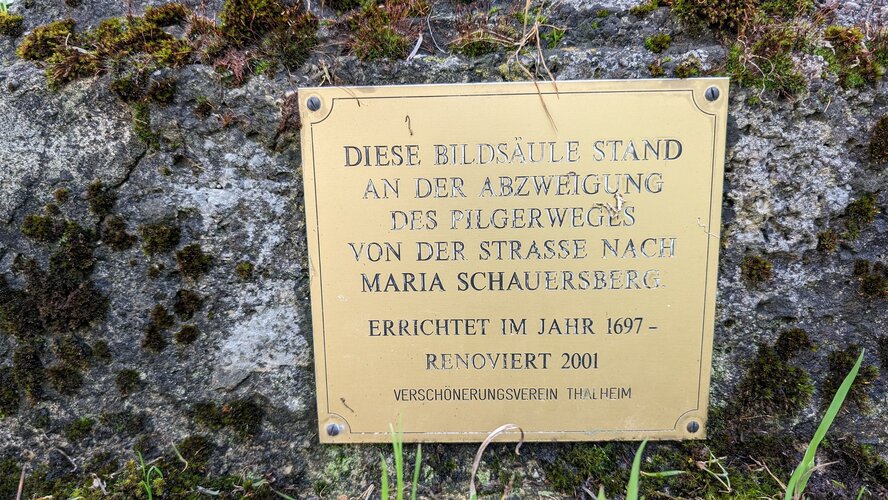 DIESE BILDSÄULE STAND
AN DER ABZWEIGUNG
DES PILGERWEGES
VON DER STRASSE NACH
MARIA SCHAUERSBERG.
ERRICHTET IM JAHR 1697 -
RENOVIERT 2001
VERSCHÖNERUNGSVEREIN THALHEIM